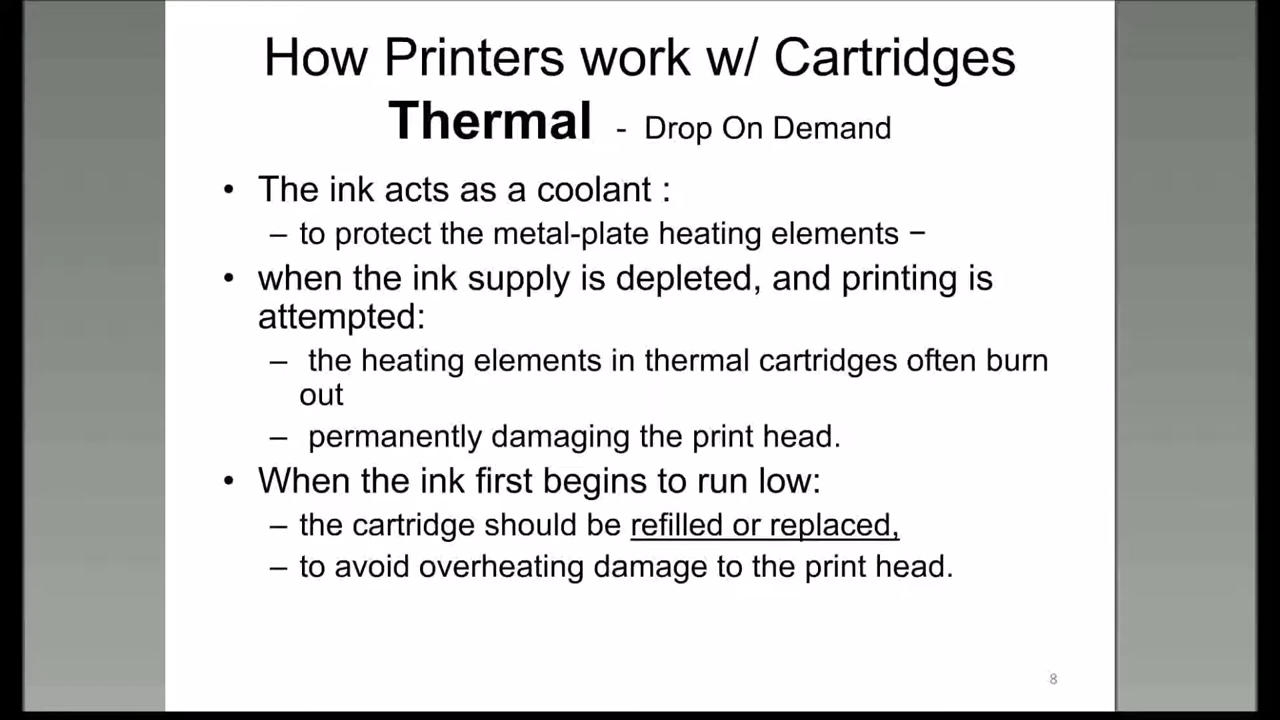 How Printers work w/ Cartridges
Thermal - Drop On Demand
• The ink acts as a coolant :
– to protect the metal-plate heating elements −
• when the ink supply is depleted, and printing is
attempted:
– the heating elements in thermal cartridges often burn
out
– permanently damaging the print head.
• When the ink first begins to run low:
– the cartridge should be refilled or replaced,
– to avoid overheating damage to the print head.
8